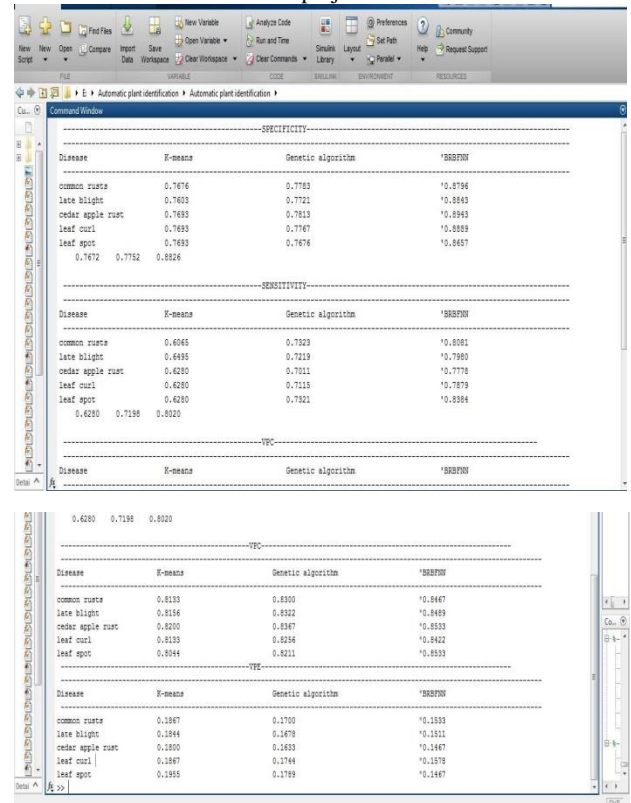 New Script New Open Find Files Compare Import Data Save Workspace New Variable Open Variable Clear Workspace Analyze Code Run and Time Clear Commands Simulink Library Layout Preferences Set Path Parallel Help Community Request Support
FILE VARIABLE CODE SIMULINK ENVIRONMENT RESOURCES
E Automatic plant identification Automatic plant identification
Cu... Command Window
SPECIFICITY
Disease K-means Genetic algorithm 'BRBFNN
common rusts 0.7676 0.7783 '0.8796
late blight 0.7603 0.7721 '0.8843
cedar apple rust 0.7693 0.7813 '0.8943
leaf curl 0.7693 0.7767 '0.8889
leaf spot 0.7693 0.7676 '0.8657
0.7672 0.7752 0.8826
SENSITIVITY
Disease K-means Genetic algorithm 'BRBFNN
common rusts 0.6065 0.7323 '0.8081
late blight 0.6495 0.7219 '0.7980
cedar apple rust 0.6280 0.7011 '0.7778
leaf curl 0.6280 0.7115 '0.7879
leaf spot 0.6280 0.7321 '0.8384
0.6280 0.7198 0.8020
VPC
Disease K-means Genetic algorithm 'BRBFNN
Detai fx
0.6280 0.7198 0.8020
VPC
Disease K-means Genetic algorithm 'BRBFNN
common rusts 0.8133 0.8300 '0.8467
late blight 0.8156 0.8322 '0.8489
cedar apple rust 0.8200 0.8367 '0.8533
leaf curl 0.8133 0.8256 '0.8422
leaf spot 0.8044 0.8211 '0.8533
VPE
Disease K-means Genetic algorithm 'BRBFNN
common rusts 0.1867 0.1700 '0.1533
late blight 0.1844 0.1678 '0.1511
cedar apple rust 0.1800 0.1633 '0.1467
leaf curl 0.1867 0.1744 '0.1578
leaf spot 0.1955 0.1789 '0.1467
Detai fx >>
Co...